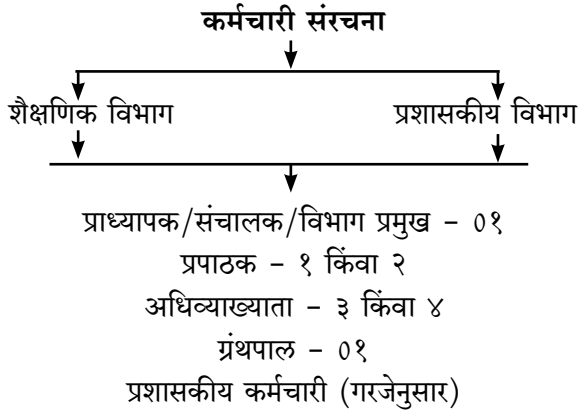 कर्मचारी संरचना
शैक्षणिक विभाग प्रशासकीय विभाग
प्राध्यापक/संचालक/विभाग प्रमुख – ०१
प्रपाठक – १ किंवा २
अधिव्याख्याता – ३ किंवा ४
ग्रंथपाल – ०१
प्रशासकीय कर्मचारी (गरजेनुसार)